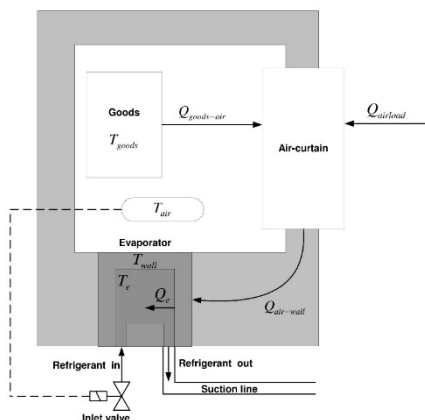 Goods
T_goods
Q_goods-air
Q_airload
Air-curtain
T_air
Evaporator
T_wall
T_e
Q_e
Q_air-wall
Refrigerant in
Refrigerant out
Suction line
Inlet valve